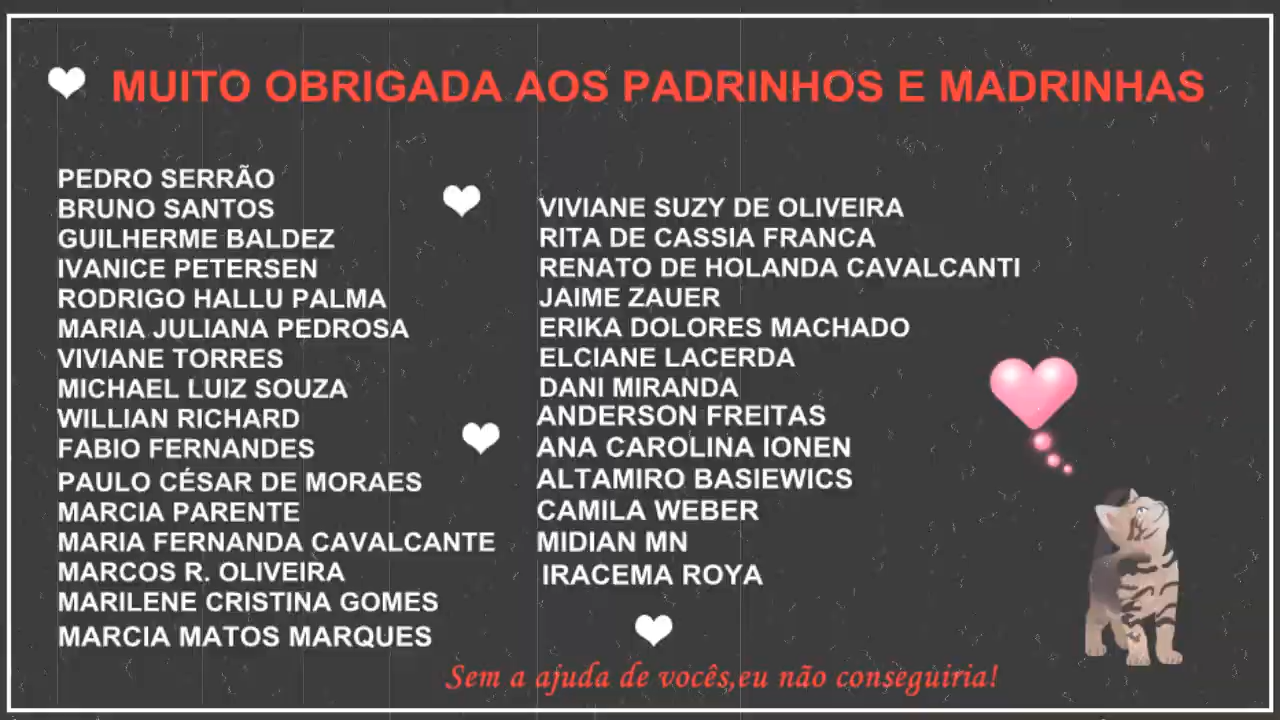 MUITO OBRIGADA AOS PADRINHOS E MADRINHAS
PEDRO SERRÃO
BRUNO SANTOS
GUILHERME BALDEZ
IVANICE PETERSEN
RODRIGO HALLU PALMA
MARIA JULIANA PEDROSA
VIVIANE TORRES
MICHAEL LUIZ SOUZA
WILLIAN RICHARD
FABIO FERNANDES
PAULO CÉSAR DE MORAES
MARCIA PARENTE
MARIA FERNANDA CAVALCANTE
MARCOS R. OLIVEIRA
MARILENE CRISTINA GOMES
MARCIA MATOS MARQUES
VIVIANE SUZY DE OLIVEIRA
RITA DE CASSIA FRANCA
RENATO DE HOLANDA CAVALCANTI
JAIME ZAUER
ERIKA DOLORES MACHADO
ELCIANE LACERDA
DANI MIRANDA
ANDERSON FREITAS
ANA CAROLINA IONEN
ALTAMIRO BASIEWICS
CAMILA WEBER
MIDIAN MN
IRACEMA ROYA
Sem a ajuda de vocês,eu não conseguiria!